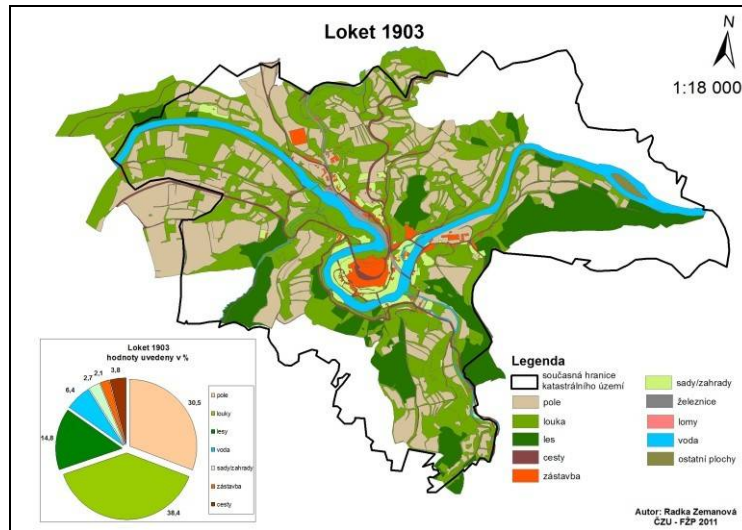 Loket 1903
N
1:18 000
Loket 1903
hodnoty uvedeny v %
3,8
2,1
2,7
6,4
14,8
30,5
38,4
pole
louky
lesy
voda
sady/zahrady
zástavba
cesty
Legenda
současná hranice
katastrálního území
pole
louka
les
cesty
zástavba
sady/zahrady
železnice
lomy
voda
ostatní plochy
Autor: Radka Zemanová
ČZU - FŽP 2011